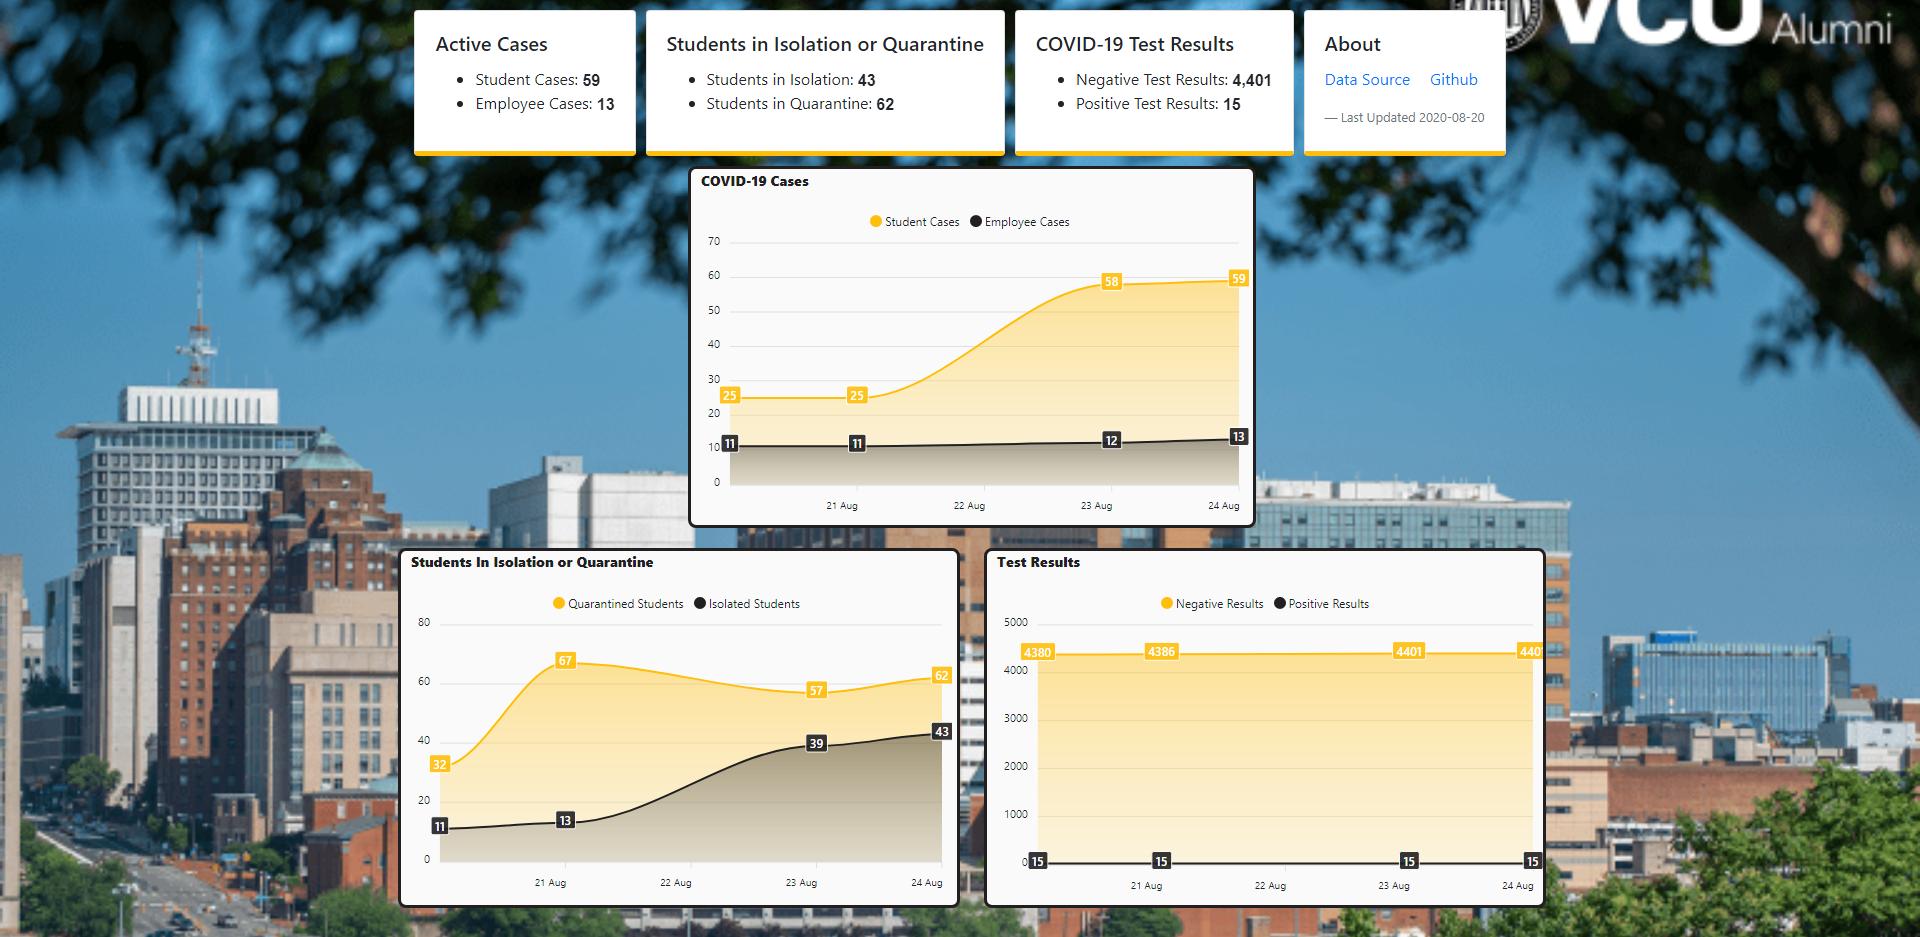 VCU Alumni
Active Cases
Student Cases: 59
Employee Cases: 13
Students in Isolation or Quarantine
Students in Isolation: 43
Students in Quarantine: 62
COVID-19 Test Results
Negative Test Results: 4,401
Positive Test Results: 15
About
Data Source Github
— Last Updated 2020-08-20
COVID-19 Cases
Student Cases Employee Cases
70
60
50
40
30
20
10
0
25 25 58 59
11 11 12 13
21 Aug 22 Aug 23 Aug 24 Aug
Students In Isolation or Quarantine
Quarantined Students Isolated Students
80
60
40
20
0
32 67 57 62
11 13 39 43
21 Aug 22 Aug 23 Aug 24 Aug
Test Results
Negative Results Positive Results
5000
4000
3000
2000
1000
0
4380 4386 4401 440
15 15 15 15
21 Aug 22 Aug 23 Aug 24 Aug